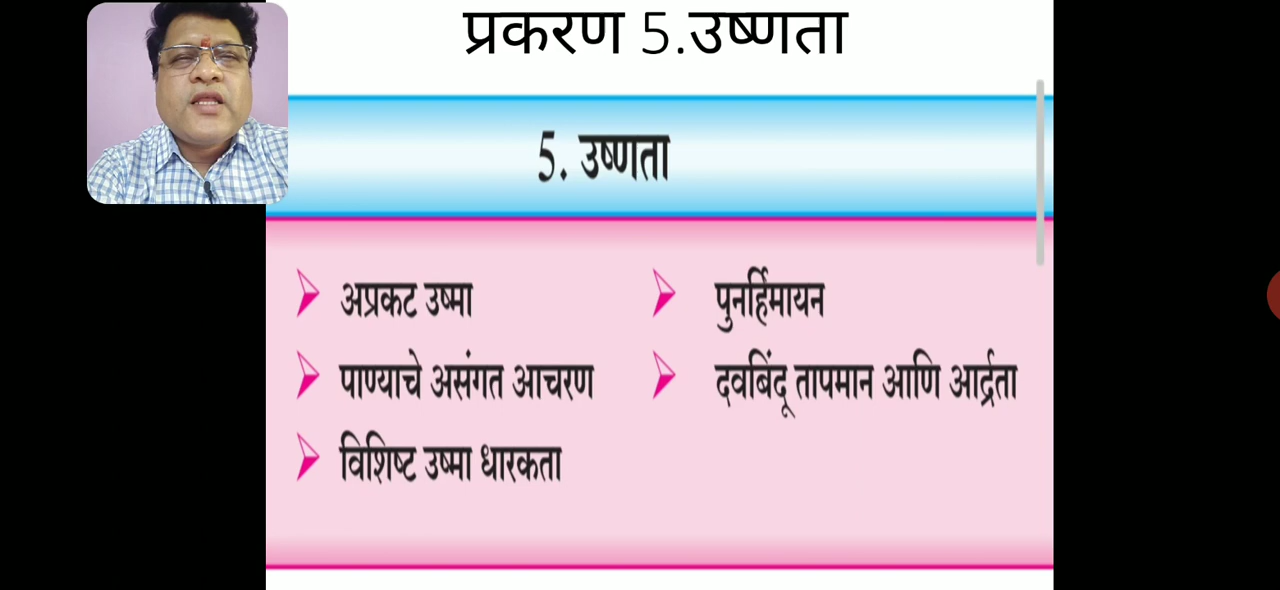 प्रकरण 5.उष्णता
5. उष्णता
अप्रकट उष्मा
पुनर्हिमायन
पाण्याचे असंगत आचरण
दवबिंदू तापमान आणि आर्द्रता
विशिष्ट उष्मा धारकता